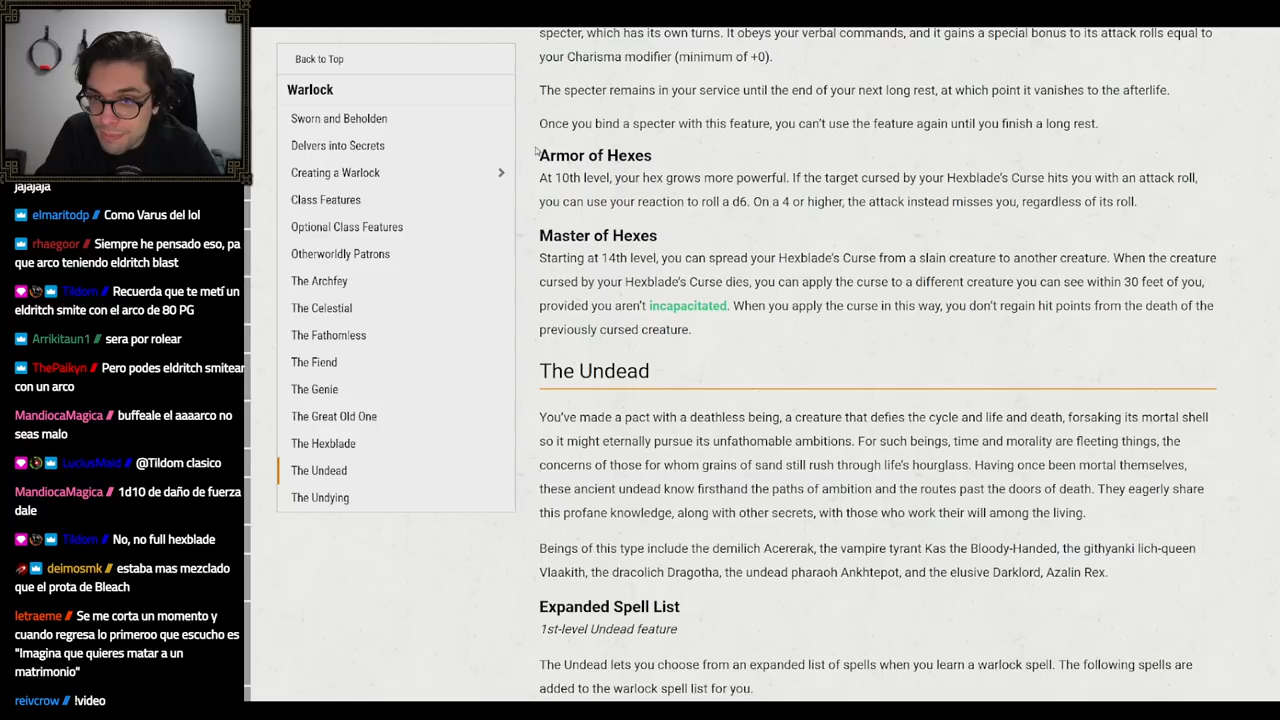 jajajaja
elmaritodp // Como Varus del lol
rhaegoor // Siempre he pensado eso, pa
que arco teniendo eldritch blast
Tildom // Recuerda que te metí un
eldritch smite con el arco de 80 PG
Arrikitaun1 // sera por rolear
ThePaikyn // Pero podes eldritch smitear
con un arco
MandiocaMagica // buffeale el aaaarco no
seas malo
LuciusMaid // @Tildom clasico
MandiocaMagica // 1d10 de daño de fuerza
dale
Tildom // No, no full hexblade
deimosmk // estaba mas mezclado
que el prota de Bleach
letraeme // Se me corta un momento y
cuando regresa lo primeroo que escucho es
"Imagina que quieres matar a un
matrimonio"
reivcrow // !video
Back to Top
Warlock
Sworn and Beholden
Delvers into Secrets
Creating a Warlock
Class Features
Optional Class Features
Otherworldly Patrons
The Archfey
The Celestial
The Fathomless
The Fiend
The Genie
The Great Old One
The Hexblade
The Undead
The Undying
specter, which has its own turns. It obeys your verbal commands, and it gains a special bonus to its attack rolls equal to
your Charisma modifier (minimum of +0).
The specter remains in your service until the end of your next long rest, at which point it vanishes to the afterlife.
Once you bind a specter with this feature, you can't use the feature again until you finish a long rest.
Armor of Hexes
At 10th level, your hex grows more powerful. If the target cursed by your Hexblade's Curse hits you with an attack roll,
you can use your reaction to roll a d6. On a 4 or higher, the attack instead misses you, regardless of its roll.
Master of Hexes
Starting at 14th level, you can spread your Hexblade's Curse from a slain creature to another creature. When the creature
cursed by your Hexblade's Curse dies, you can apply the curse to a different creature you can see within 30 feet of you,
provided you aren't incapacitated. When you apply the curse in this way, you don't regain hit points from the death of the
previously cursed creature.
The Undead
You've made a pact with a deathless being, a creature that defies the cycle and life and death, forsaking its mortal shell
so it might eternally pursue its unfathomable ambitions. For such beings, time and morality are fleeting things, the
concerns of those for whom grains of sand still rush through life's hourglass. Having once been mortal themselves,
these ancient undead know firsthand the paths of ambition and the routes past the doors of death. They eagerly share
this profane knowledge, along with other secrets, with those who work their will among the living.
Beings of this type include the demilich Acererak, the vampire tyrant Kas the Bloody-Handed, the githyanki lich-queen
Vlaakith, the dracolich Dragotha, the undead pharaoh Ankhtepot, and the elusive Darklord, Azalin Rex.
Expanded Spell List
1st-level Undead feature
The Undead lets you choose from an expanded list of spells when you learn a warlock spell. The following spells are
added to the warlock spell list for you.